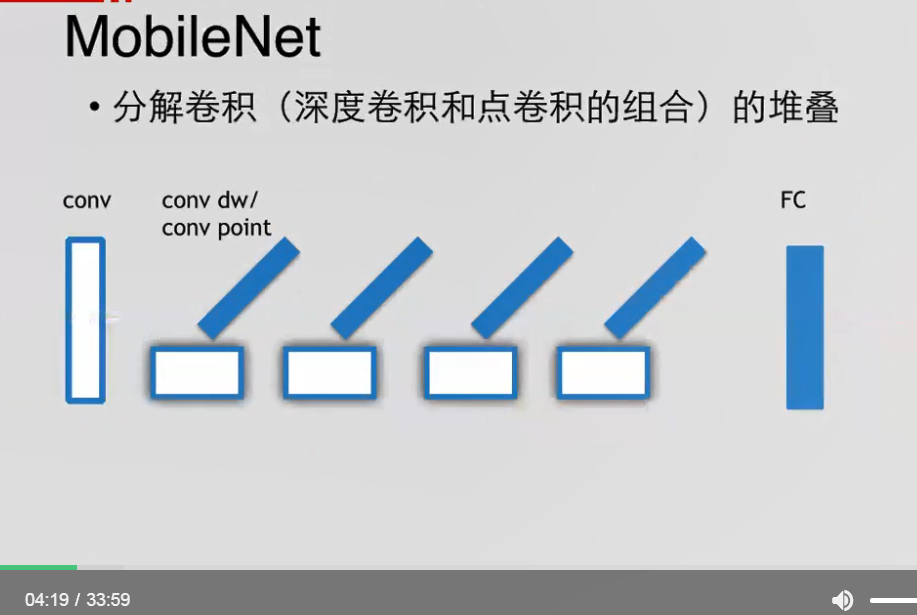 MobileNet
• 分解卷积（深度卷积和点卷积的组合）的堆叠
conv
conv dw/
conv point
FC
04:19 / 33:59